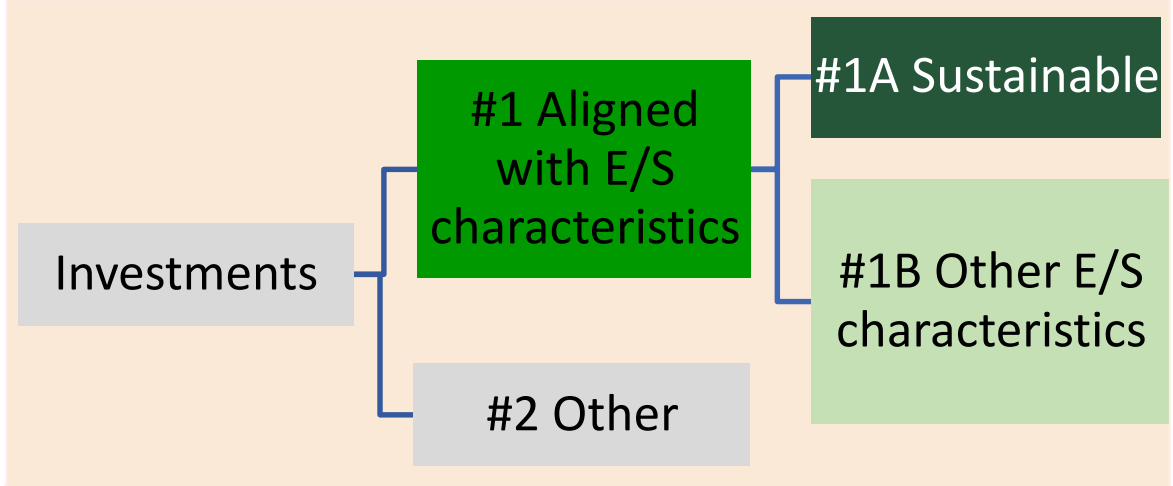 Investments
#1 Aligned
with E/S
characteristics
#2 Other
#1A Sustainable
#1B Other E/S
characteristics